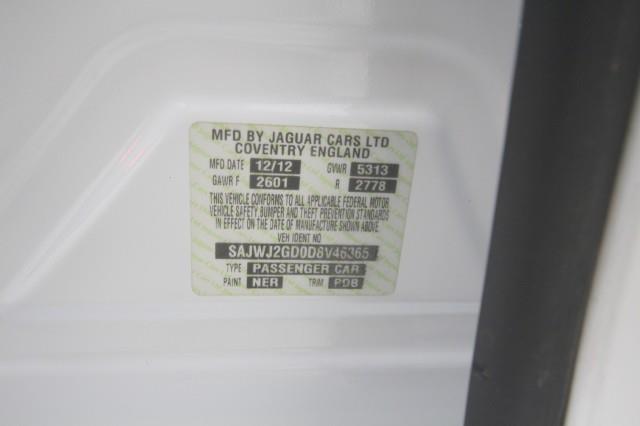 MFD BY JAGUAR CARS LTD
COVENTRY ENGLAND
MFD DATE 12/12 GVWR 5313
GAWR F 2601 R 2778
THIS VEHICLE CONFORMS TO ALL APPLICABLE FEDERAL MOTOR
VEHICLE SAFETY, BUMPER AND THEFT PREVENTION STANDARDS
IN EFFECT ON THE DATE OF MANUFACTURE SHOWN ABOVE
VEH IDENT NO
SAJWJ2GD0D8V46365
TYPE PASSENGER CAR
PAINT NER TRIM PDB